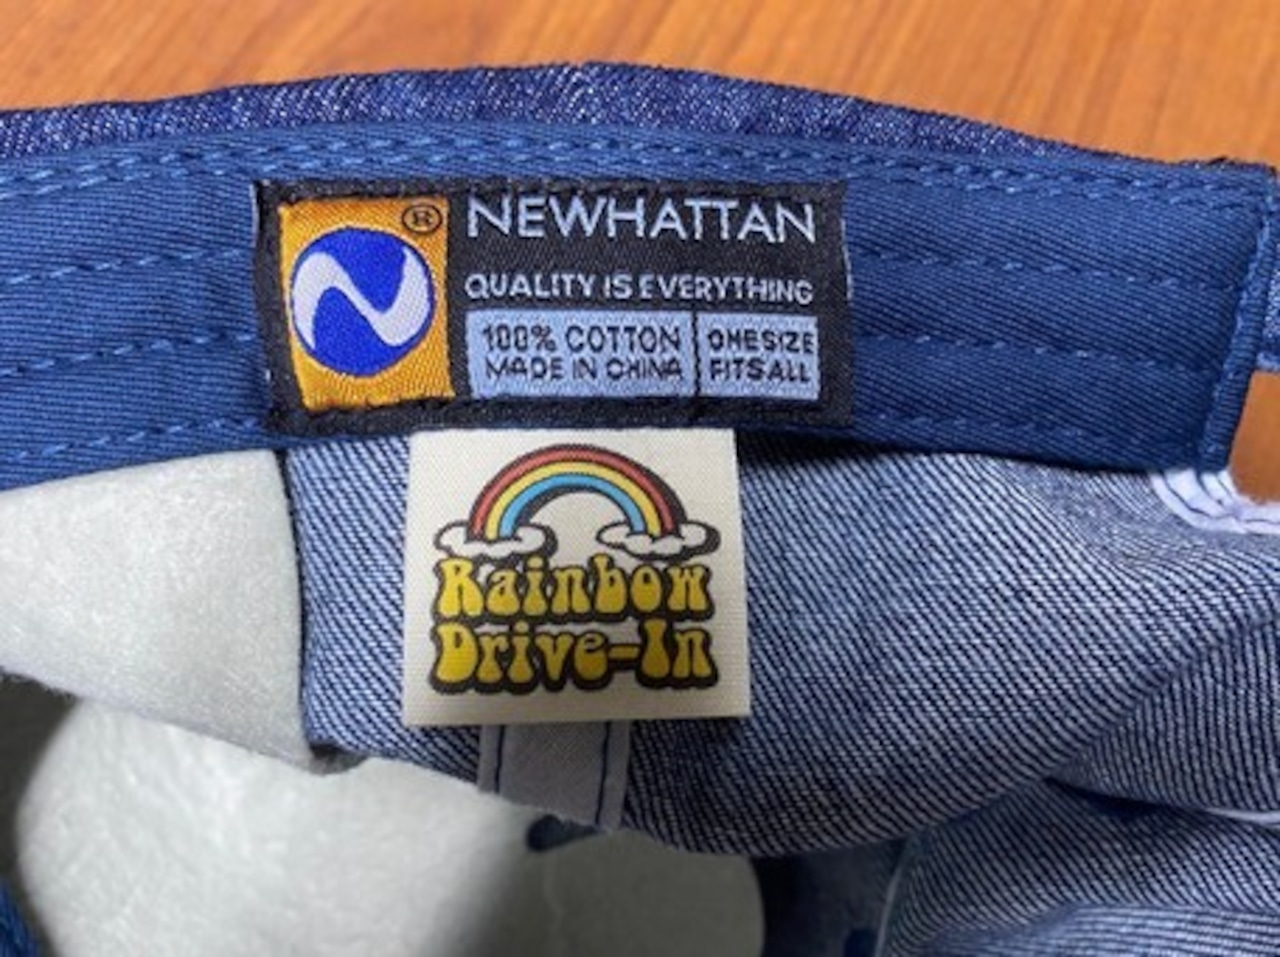 ®
NEWHATTAN
QUALITY IS EVERYTHING
100% COTTON
MADE IN CHINA
ONE SIZE
FITS ALL
Rainbow
Drive-In